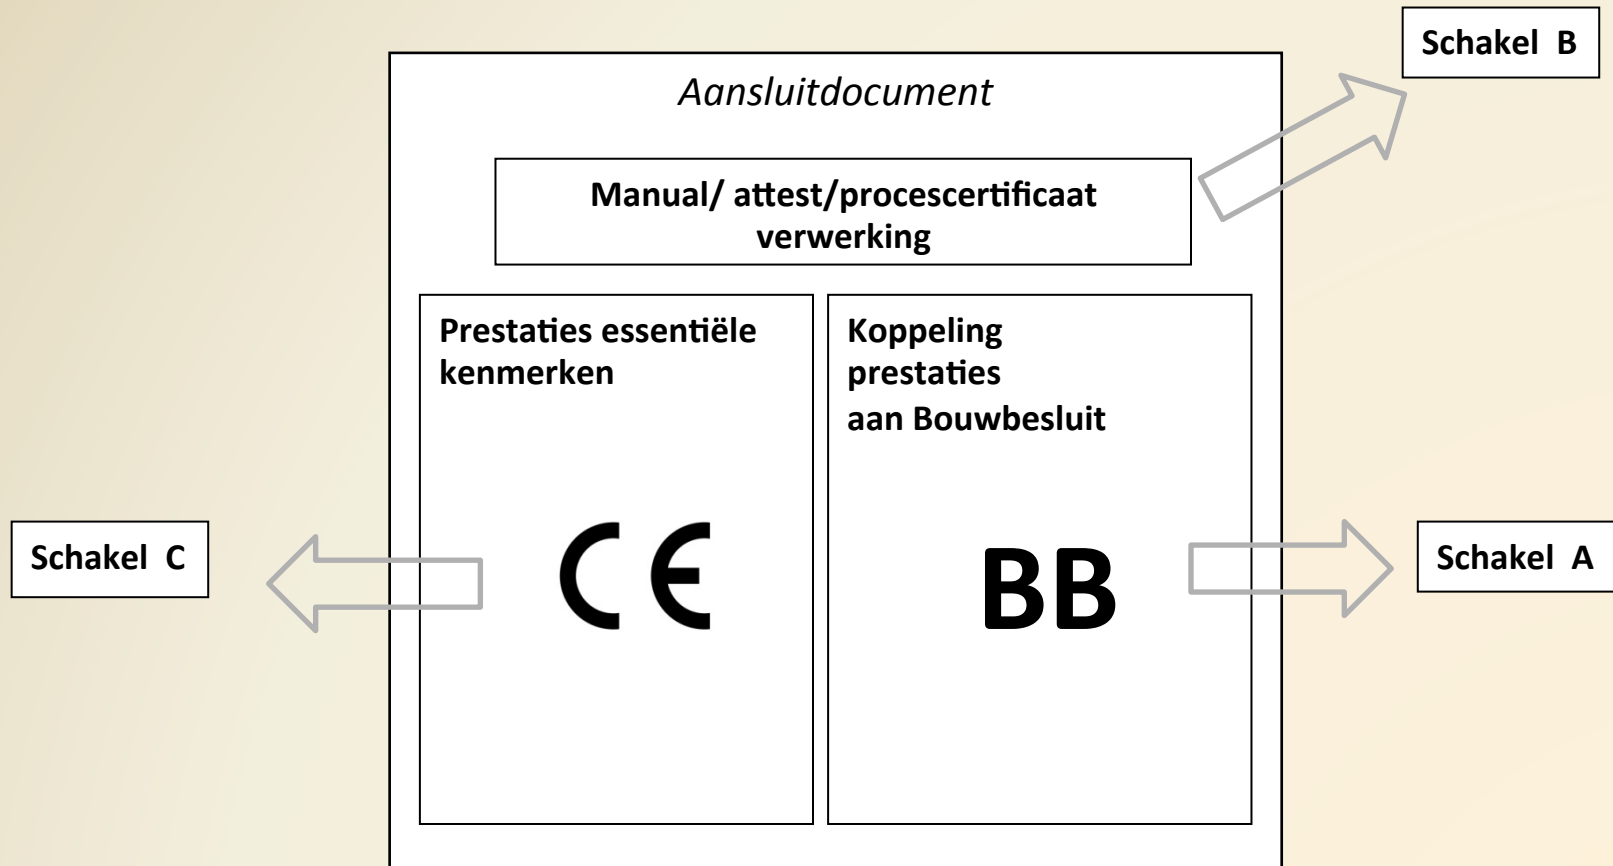 Schakel B
Aansluitdocument
Manual/ attest/procescertificaat
verwerking
Prestaties essentiële
kenmerken
Koppeling
prestaties
aan Bouwbesluit
Schakel C
CE
BB
Schakel A